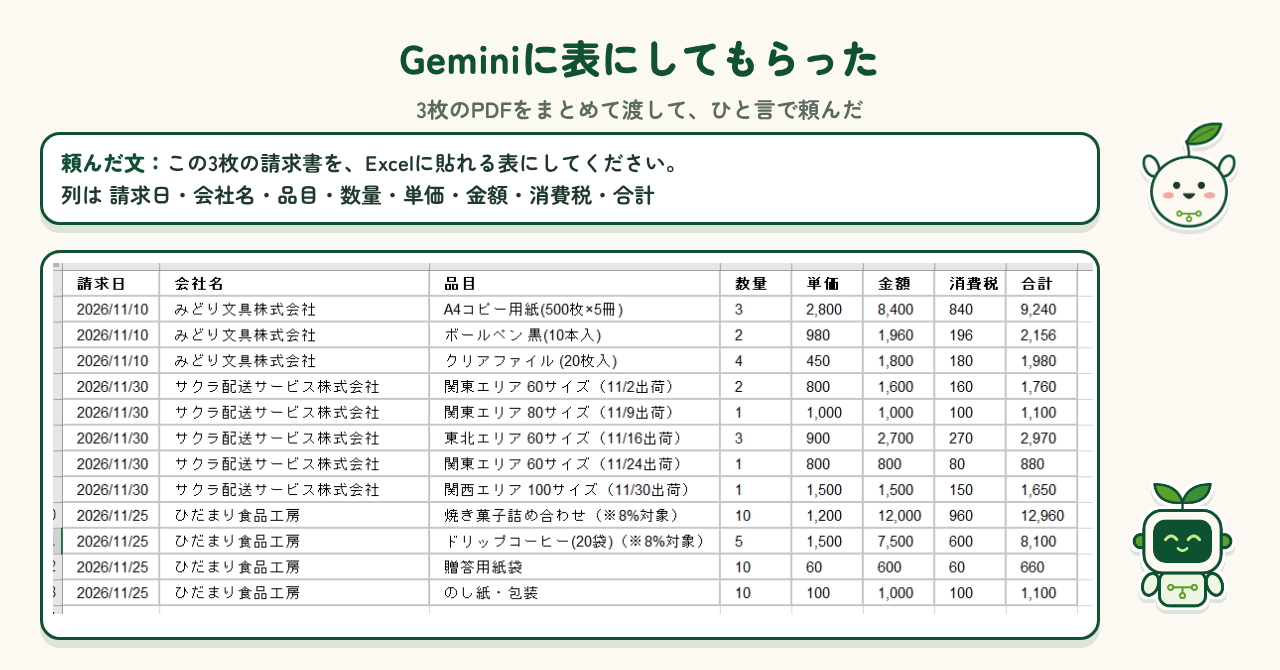 Geminiに表にしてもらった
3枚のPDFをまとめて渡して、ひと言で頼んだ
頼んだ文：この3枚の請求書を、Excelに貼れる表にしてください。
列は 請求日・会社名・品目・数量・単価・金額・消費税・合計
請求日 会社名 品目 数量 単価 金額 消費税 合計
2026/11/10 みどり文具株式会社 A4コピー用紙(500枚×5冊) 3 2,800 8,400 840 9,240
2026/11/10 みどり文具株式会社 ボールペン 黒(10本入) 2 980 1,960 196 2,156
2026/11/10 みどり文具株式会社 クリアファイル (20枚入) 4 450 1,800 180 1,980
2026/11/30 サクラ配送サービス株式会社 関東エリア 60サイズ（11/2出荷） 2 800 1,600 160 1,760
2026/11/30 サクラ配送サービス株式会社 関東エリア 80サイズ（11/9出荷） 1 1,000 1,000 100 1,100
2026/11/30 サクラ配送サービス株式会社 東北エリア 60サイズ（11/16出荷） 3 900 2,700 270 2,970
2026/11/30 サクラ配送サービス株式会社 関東エリア 60サイズ（11/24出荷） 1 800 800 80 880
2026/11/30 サクラ配送サービス株式会社 関西エリア 100サイズ（11/30出荷） 1 1,500 1,500 150 1,650
2026/11/25 ひだまり食品工房 焼き菓子詰め合わせ（※8%対象） 10 1,200 12,000 960 12,960
2026/11/25 ひだまり食品工房 ドリップコーヒー(20袋)（※8%対象） 5 1,500 7,500 600 8,100
2026/11/25 ひだまり食品工房 贈答用紙袋 10 60 600 60 660
2026/11/25 ひだまり食品工房 のし紙・包装 10 100 1,000 100 1,100